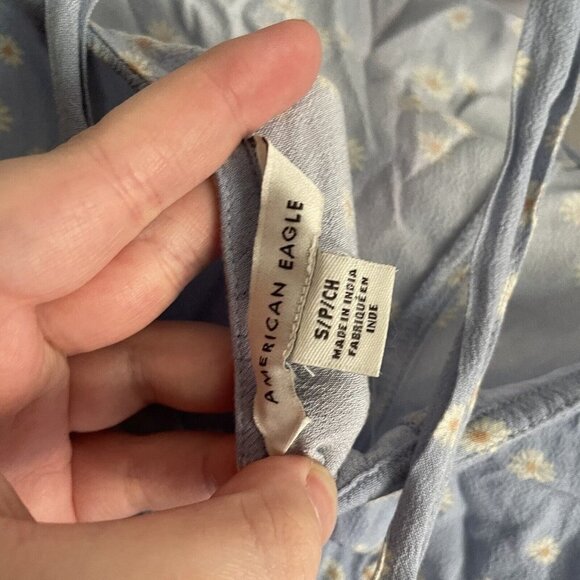 AMERICAN EAGLE
S/P/CH
MADE IN INDIA
FABRIQUÉ EN
INDE